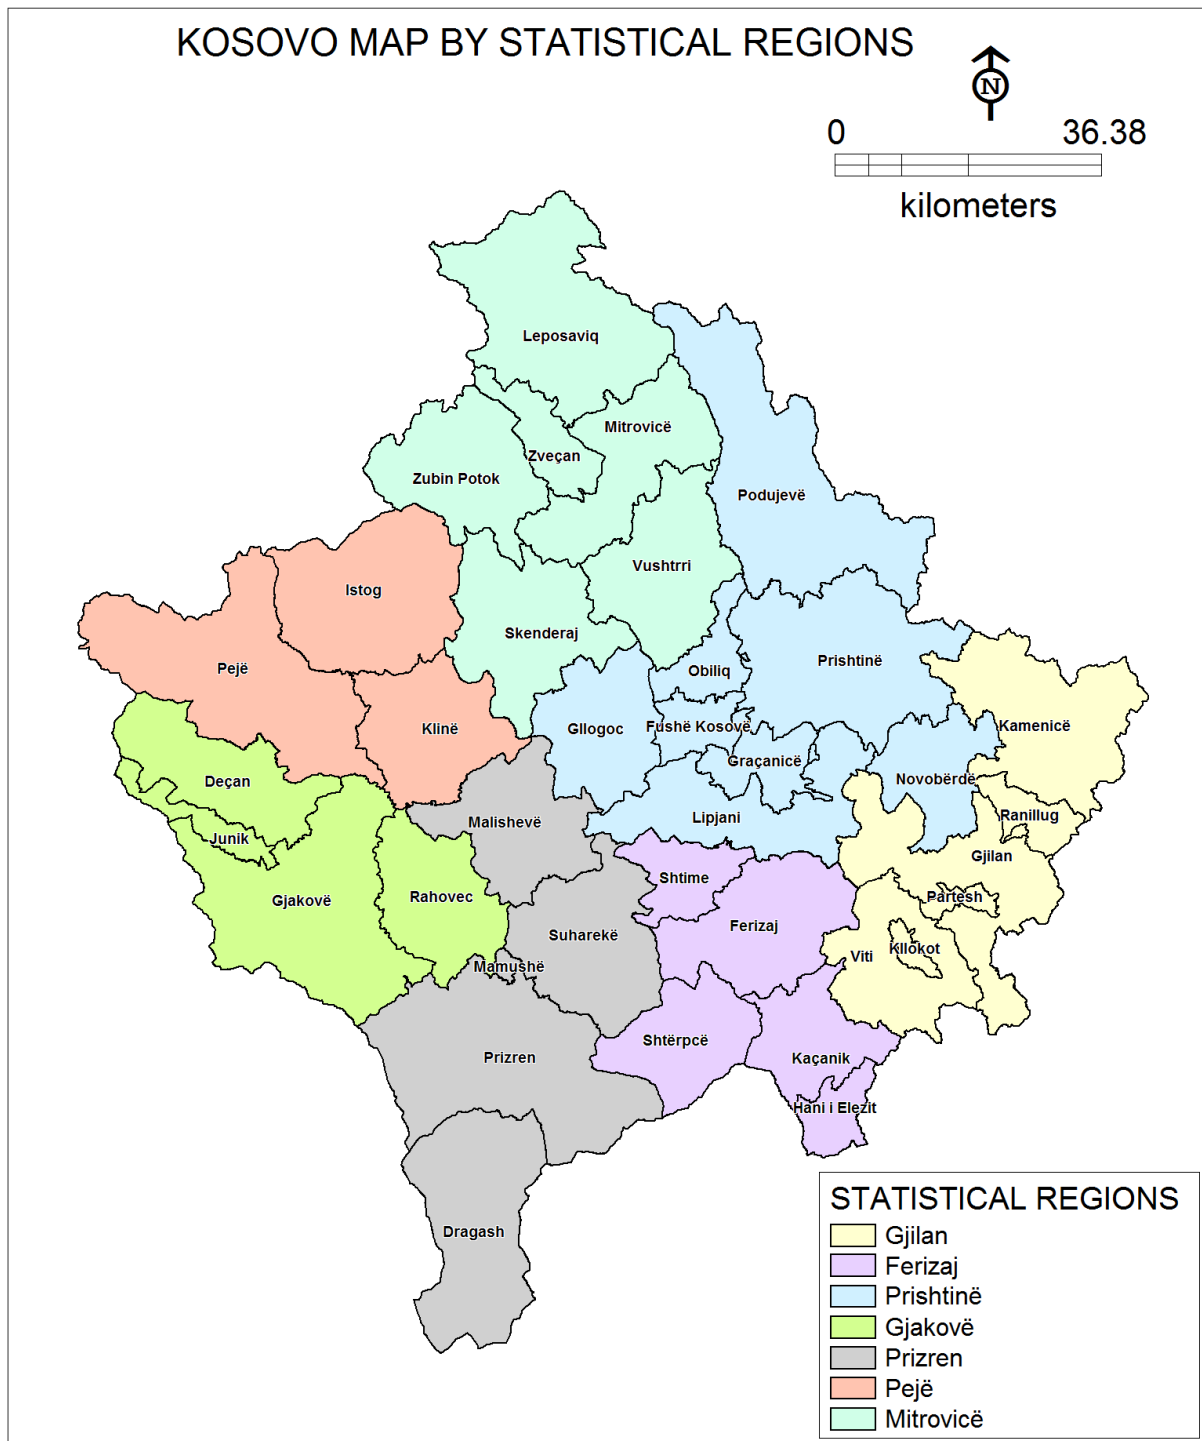 KOSOVO MAP BY STATISTICAL REGIONS
N
0 36.38
kilometers
Leposaviq
Mitrovicë
Zveçan
Zubin Potok
Podujevë
Vushtrri
Istog
Skenderaj
Prishtinë
Pejë
Obiliq
Klinë
Gllogoc
Fushë Kosovë
Kamenicë
Graçanicë
Deçan
Novobërdë
Malishevë
Lipjani
Ranillug
Junik
Gjilan
Shtime
Gjakovë
Rahovec
Partesh
Ferizaj
Suharekë
Kllokot
Viti
Mamushë
Shtërpcë
Prizren
Kaçanik
Hani i Elezit
Dragash
STATISTICAL REGIONS
Gjilan
Ferizaj
Prishtinë
Gjakovë
Prizren
Pejë
Mitrovicë